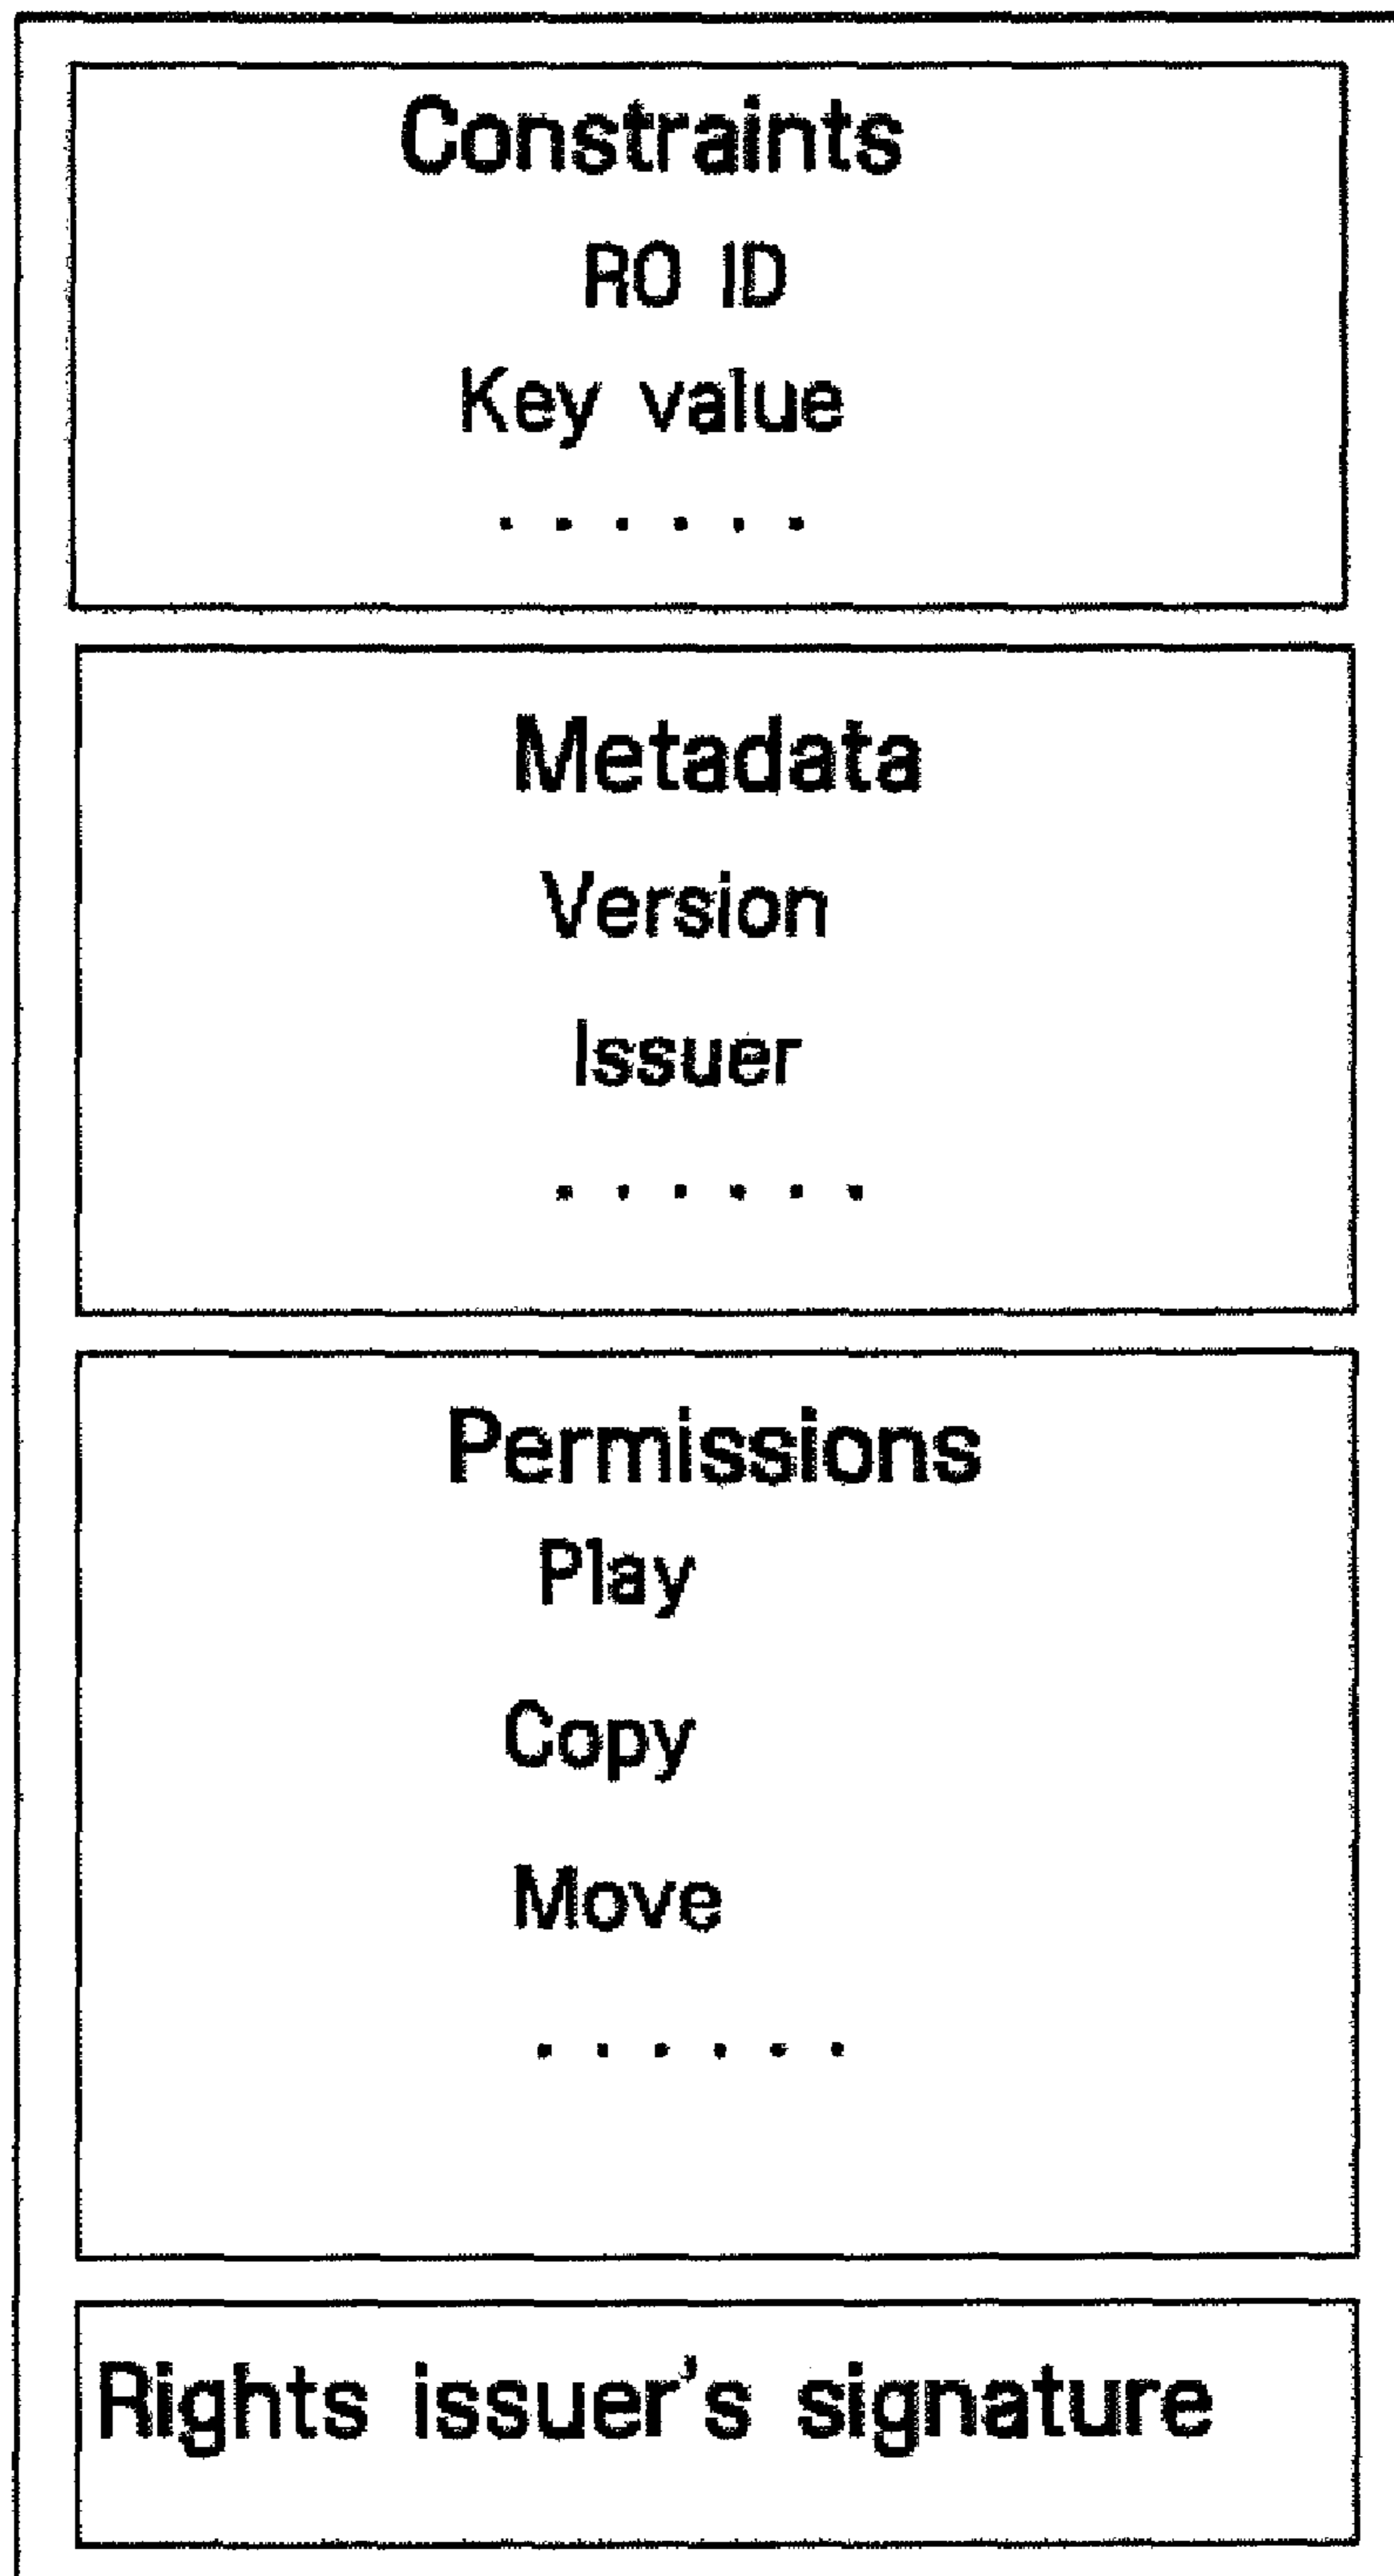 Constraints
RO ID
Key value
. . . . . .
Metadata
Version
Issuer
. . . . . .
Permissions
Play
Copy
Move
. . . . . .
Rights issuer's signature